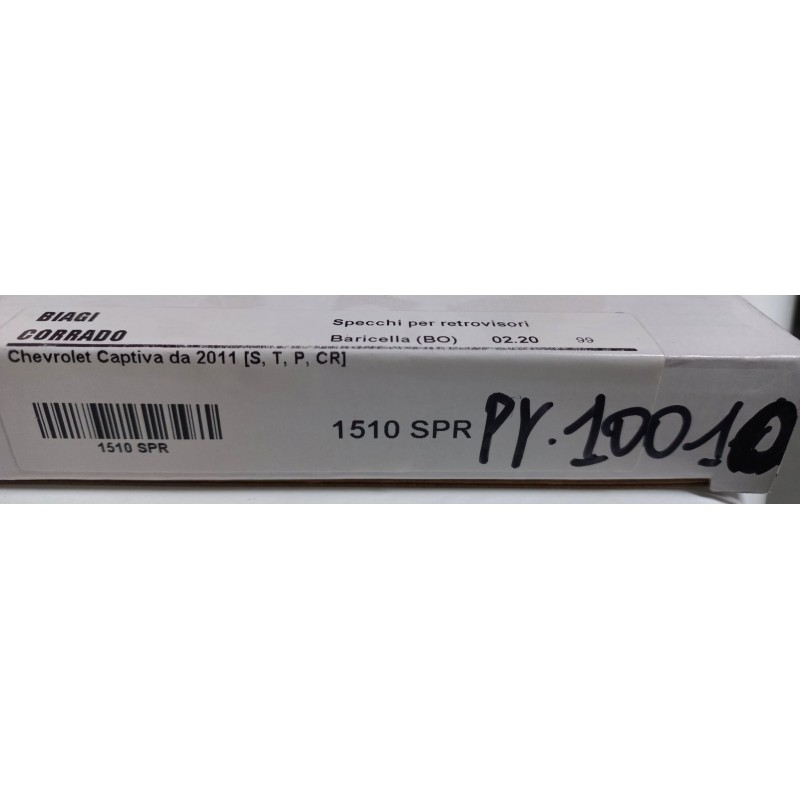 BIAGI
CORRADO
Specchi per retrovisori
Baricella (BO) 02.20 99
Chevrolet Captiva da 2011 [S, T, P, CR]
1510 SPR
1510 SPR PY.10010